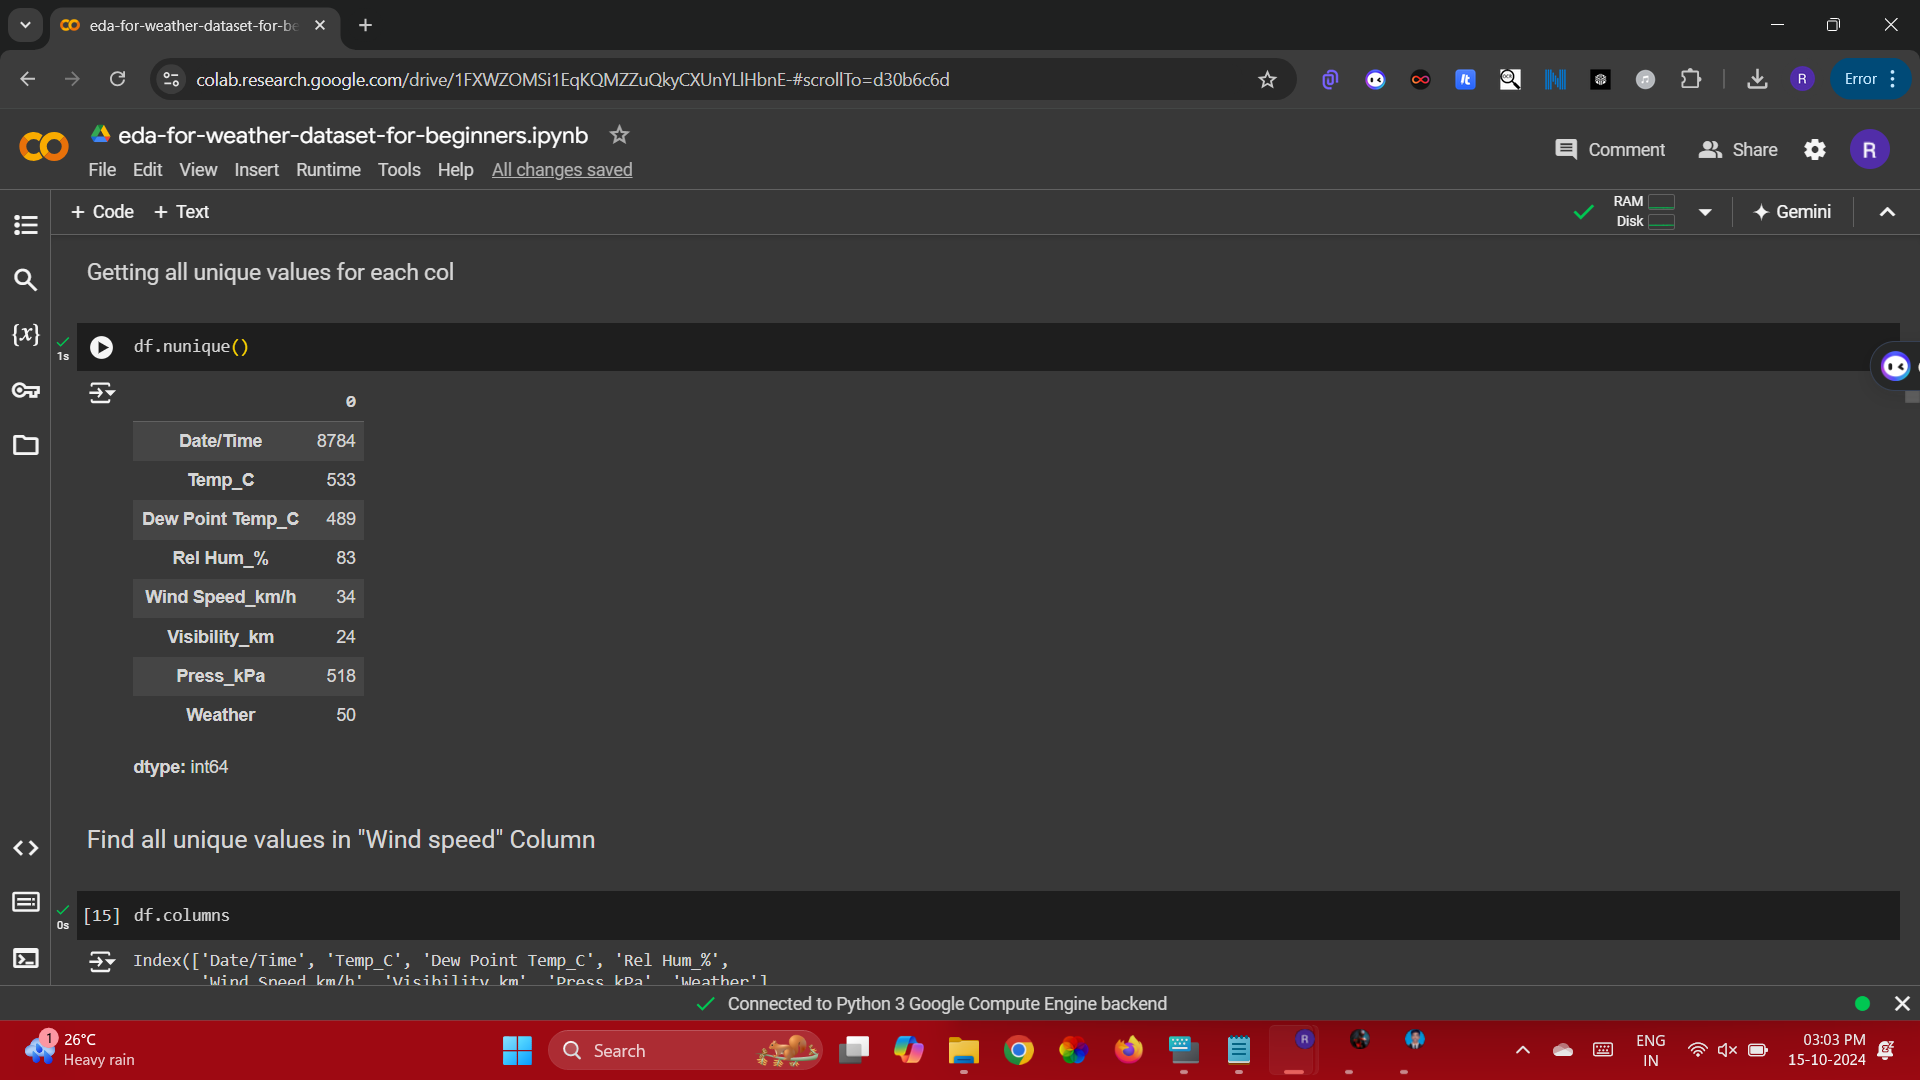 eda-for-weather-dataset-for-be
colab.research.google.com/drive/1FXWZOMSi1EqKQMZZuQkyCXUnYLlHbnE-#scrollTo=d30b6c6d
R
Error
eda-for-weather-dataset-for-beginners.ipynb
Comment
Share
R
File Edit View Insert Runtime Tools Help All changes saved
+ Code + Text
RAM
Disk
Gemini
Getting all unique values for each col
1s
df.nunique()
0
Date/Time 8784
Temp_C 533
Dew Point Temp_C 489
Rel Hum_% 83
Wind Speed_km/h 34
Visibility_km 24
Press_kPa 518
Weather 50
dtype: int64
Find all unique values in "Wind speed" Column
0s
[15] df.columns
Index(['Date/Time', 'Temp_C', 'Dew Point Temp_C', 'Rel Hum_%',
'Wind Speed_km/h', 'Visibility_km', 'Press_kPa', 'Weather'],
Connected to Python 3 Google Compute Engine backend
1
26°C
Heavy rain
Search
R
ENG
IN
03:03 PM
15-10-2024